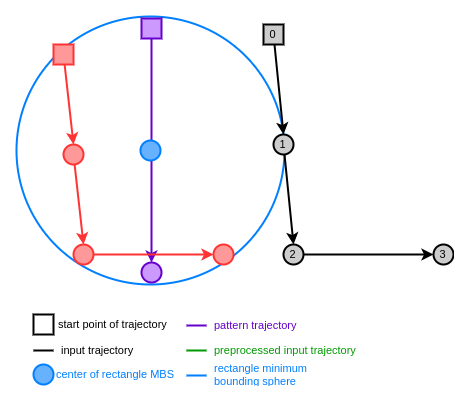 0
1
2
3
start point of trajectory
pattern trajectory
input trajectory
preprocessed input trajectory
center of rectangle MBS
rectangle minimum
bounding sphere